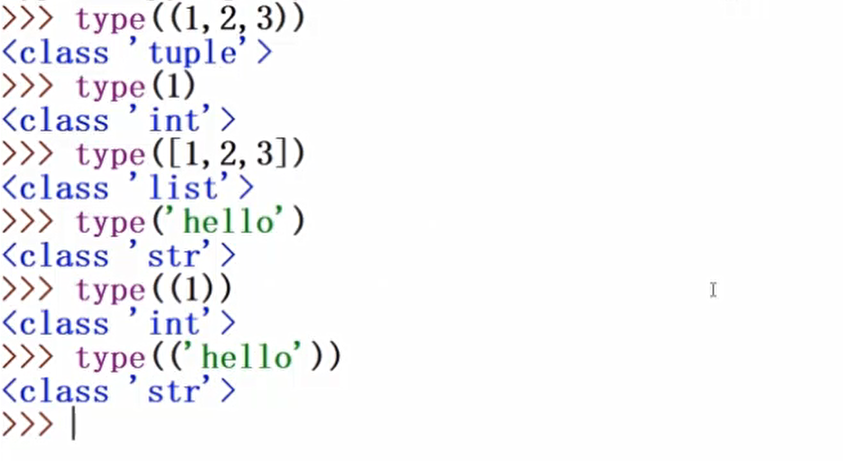 >>> type((1,2,3))
<class 'tuple'>
>>> type(1)
<class 'int'>
>>> type([1,2,3])
<class 'list'>
>>> type('hello')
<class 'str'>
>>> type((1))
<class 'int'>
>>> type(('hello'))
<class 'str'>
>>>